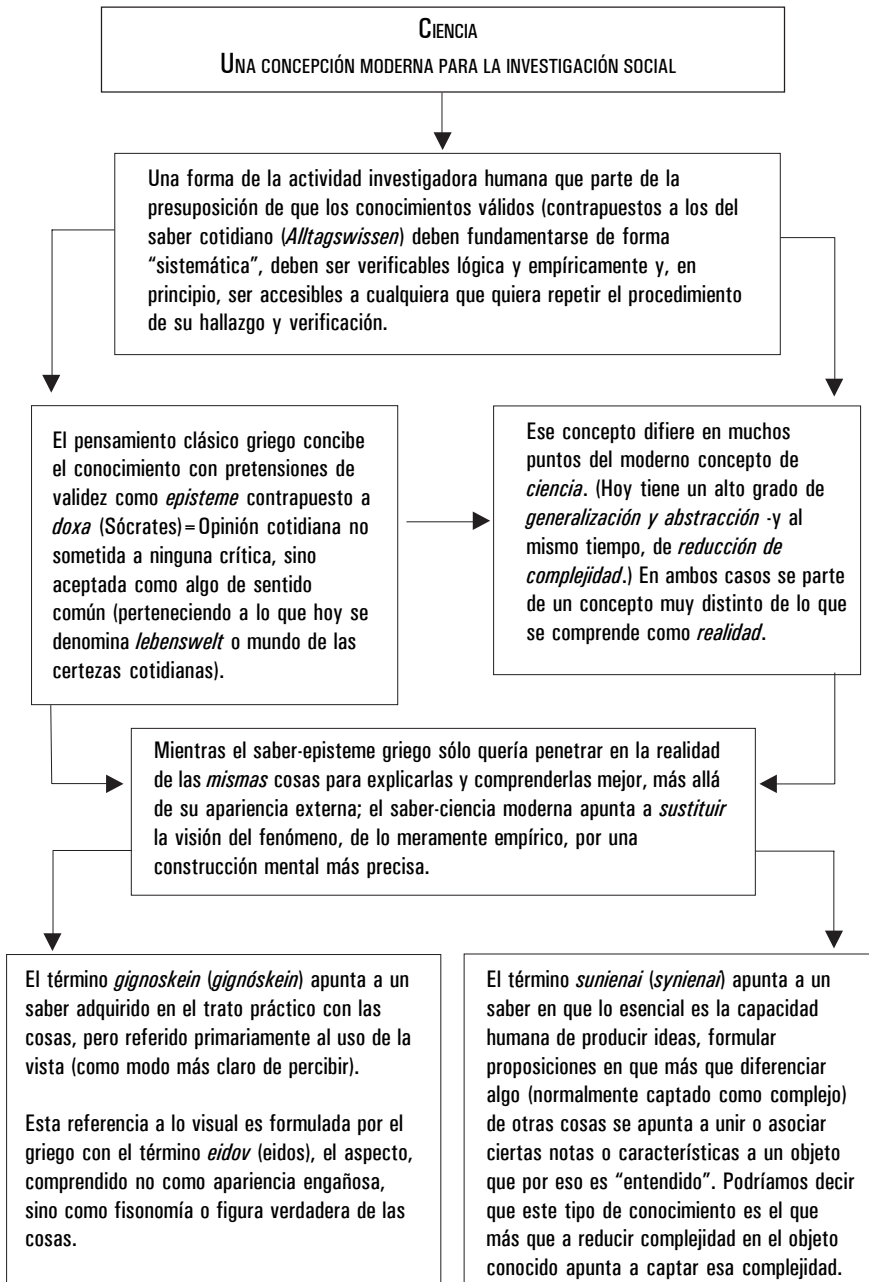 CIENCIA
UNA CONCEPCIÓN MODERNA PARA LA INVESTIGACIÓN SOCIAL
Una forma de la actividad investigadora humana que parte de la
presuposición de que los conocimientos válidos (contrapuestos a los del
saber cotidiano (Alltagswissen) deben fundamentarse de forma
“sistemática”, deben ser verificables lógica y empíricamente y, en
principio, ser accesibles a cualquiera que quiera repetir el procedimiento
de su hallazgo y verificación.
El pensamiento clásico griego concibe
el conocimiento con pretensiones de
validez como episteme contrapuesto a
doxa (Sócrates)=Opinión cotidiana no
sometida a ninguna crítica, sino
aceptada como algo de sentido
común (perteneciendo a lo que hoy se
denomina lebenswelt o mundo de las
certezas cotidianas).
Ese concepto difiere en muchos
puntos del moderno concepto de
ciencia. (Hoy tiene un alto grado de
generalización y abstracción -y al
mismo tiempo, de reducción de
complejidad.) En ambos casos se parte
de un concepto muy distinto de lo que
se comprende como realidad.
Mientras el saber-episteme griego sólo quería penetrar en la realidad
de las mismas cosas para explicarlas y comprenderlas mejor, más allá
de su apariencia externa; el saber-ciencia moderna apunta a sustituir
la visión del fenómeno, de lo meramente empírico, por una
construcción mental más precisa.
El término gignoskein (gignóskein) apunta a un
saber adquirido en el trato práctico con las
cosas, pero referido primariamente al uso de la
vista (como modo más claro de percibir).
Esta referencia a lo visual es formulada por el
griego con el término eidov (eidos), el aspecto,
comprendido no como apariencia engañosa,
sino como fisonomía o figura verdadera de las
cosas.
El término sunienai (synienai) apunta a un
saber en que lo esencial es la capacidad
humana de producir ideas, formular
proposiciones en que más que diferenciar
algo (normalmente captado como complejo)
de otras cosas se apunta a unir o asociar
ciertas notas o características a un objeto
que por eso es “entendido”. Podríamos decir
que este tipo de conocimiento es el que
más que a reducir complejidad en el objeto
conocido apunta a captar esa complejidad.